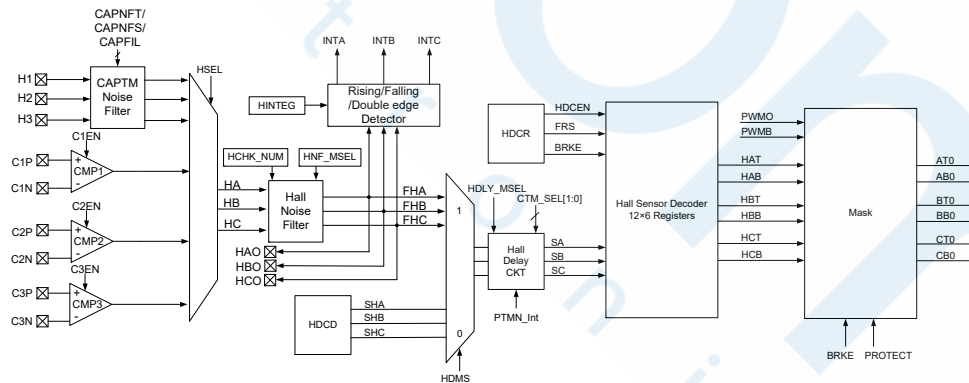 CAPNFT/
CAPNFS/
CAPFIL
H1
H2
H3
CAPTM
Noise
Filter
HSEL
C1EN
C1P
C1N
+
-
CMP1
C2EN
C2P
C2N
+
-
CMP2
C3EN
C3P
C3N
+
-
CMP3
HA
HB
HC
HCHK_NUM
HNF_MSEL
Hall
Noise
Filter
HINTEG
INTA
INTB
INTC
Rising/Falling
/Double edge
Detector
FHA
FHB
FHC
HAO
HBO
HCO
HDCD
SHA
SHB
SHC
1
0
HDMS
HDLY_MSEL
CTM_SEL[1:0]
Hall
Delay
CKT
PTMN_Int
SA
SB
SC
HDCR
HDCEN
FRS
BRKE
Hall Sensor Decoder
12×6 Registers
HAT
HAB
HBT
HBB
HCT
HCB
PWMO
PWMB
Mask
BRKE
PROTECT
AT0
AB0
BT0
BB0
CT0
CB0